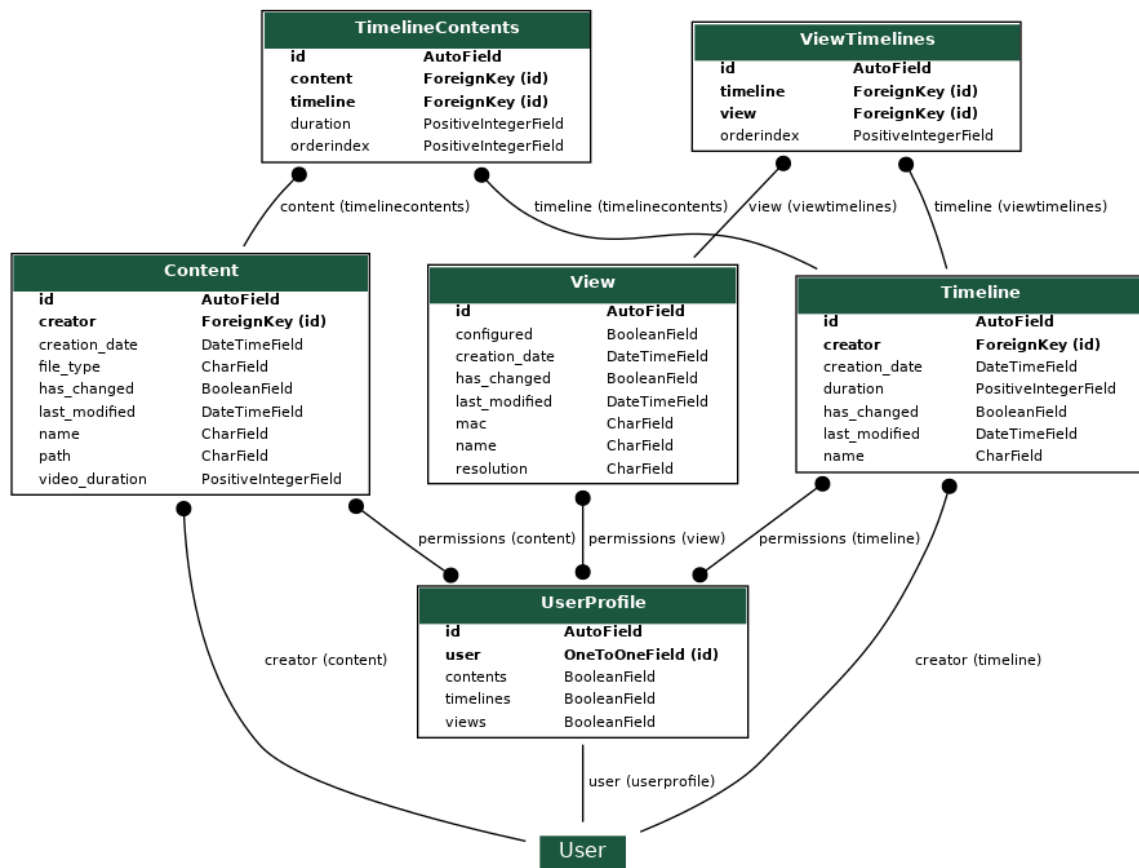 TimelineContents
id AutoField
content ForeignKey (id)
timeline ForeignKey (id)
duration PositiveIntegerField
orderindex PositiveIntegerField
ViewTimelines
id AutoField
timeline ForeignKey (id)
view ForeignKey (id)
orderindex PositiveIntegerField
content (timelinecontents)
timeline (timelinecontents)
view (viewtimelines)
timeline (viewtimelines)
Content
id AutoField
creator ForeignKey (id)
creation_date DateTimeField
file_type CharField
has_changed BooleanField
last_modified DateTimeField
name CharField
path CharField
video_duration PositiveIntegerField
View
id AutoField
configured BooleanField
creation_date DateTimeField
has_changed BooleanField
last_modified DateTimeField
mac CharField
name CharField
resolution CharField
Timeline
id AutoField
creator ForeignKey (id)
creation_date DateTimeField
duration PositiveIntegerField
has_changed BooleanField
last_modified DateTimeField
name CharField
permissions (content)
permissions (view)
permissions (timeline)
UserProfile
id AutoField
user OneToOneField (id)
contents BooleanField
timelines BooleanField
views BooleanField
creator (content)
creator (timeline)
user (userprofile)
User